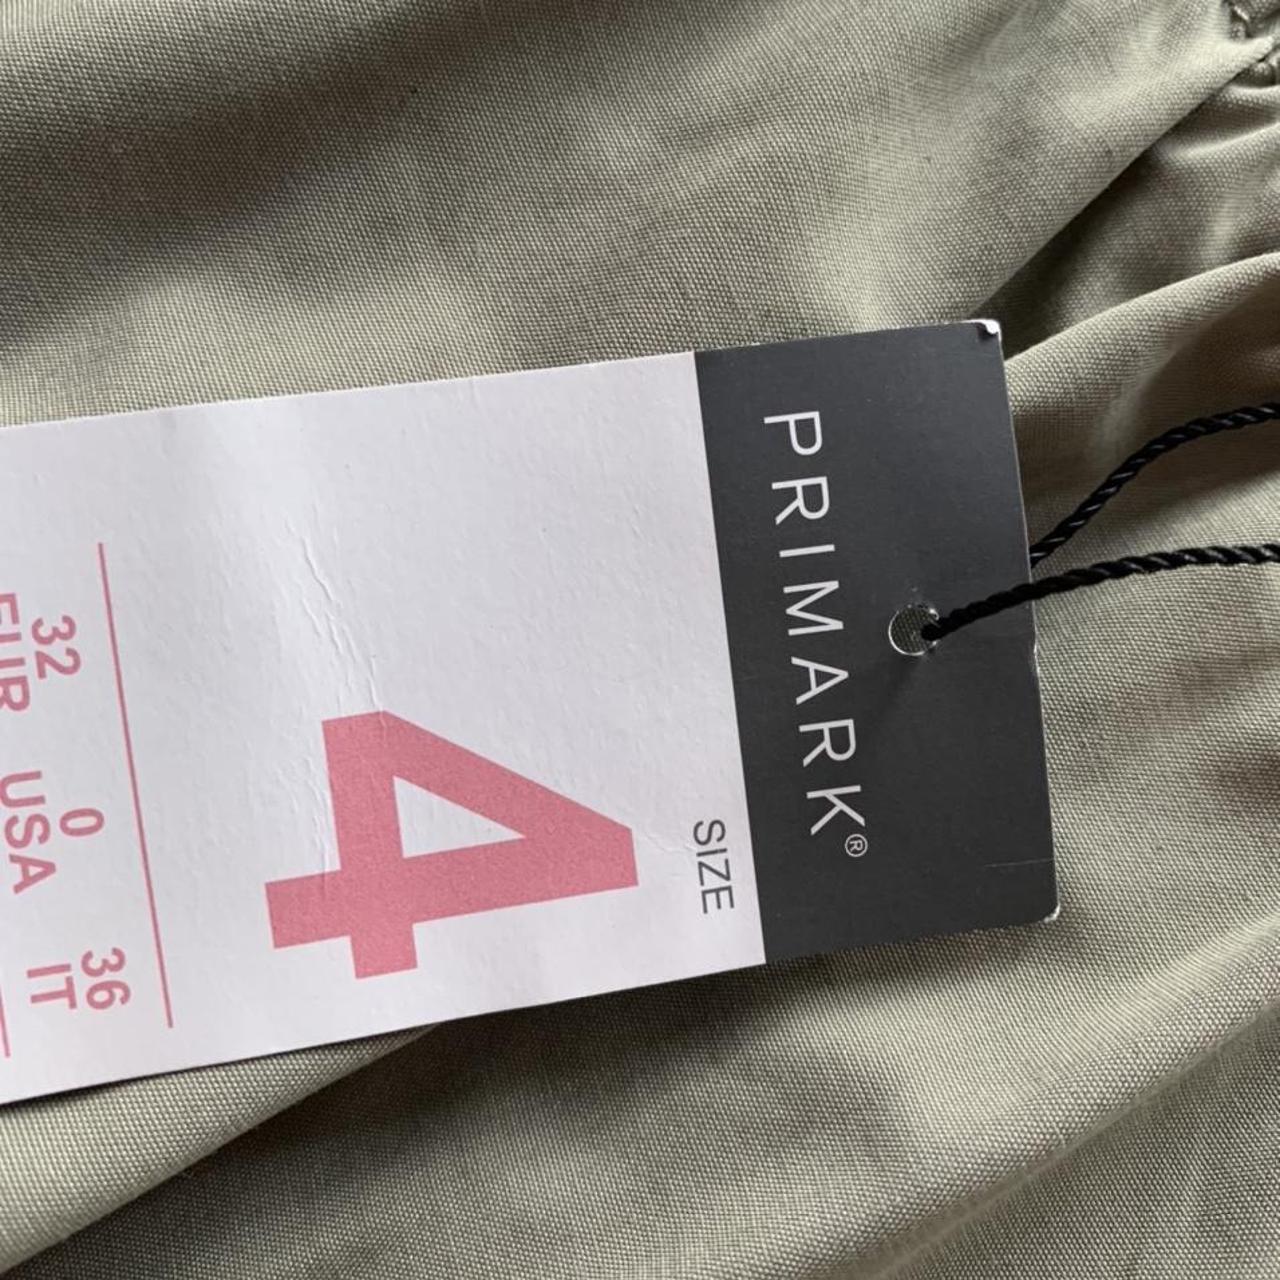 PRIMARK®
SIZE
4
32 0 36
EUR USA IT